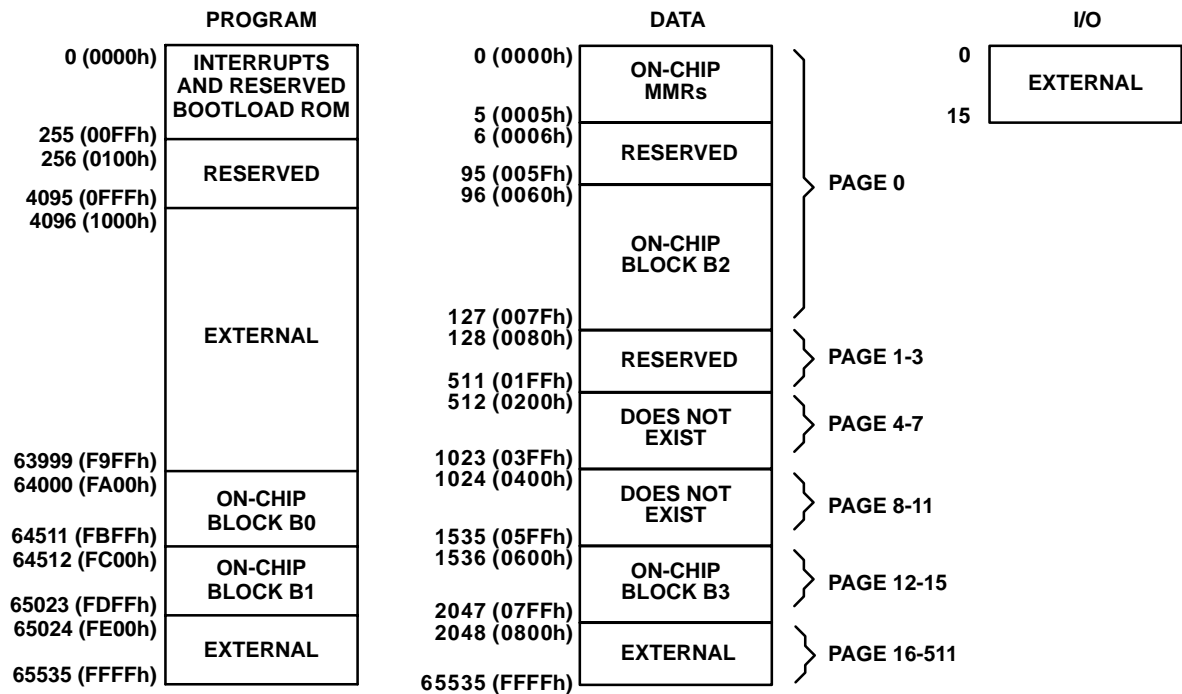 PROGRAM
0 (0000h)
INTERRUPTS
AND RESERVED
BOOTLOAD ROM
255 (00FFh)
256 (0100h)
RESERVED
4095 (0FFFh)
4096 (1000h)
EXTERNAL
63999 (F9FFh)
64000 (FA00h)
ON-CHIP
BLOCK B0
64511 (FBFFh)
64512 (FC00h)
ON-CHIP
BLOCK B1
65023 (FDFFh)
65024 (FE00h)
EXTERNAL
65535 (FFFFh)
DATA
0 (0000h)
ON-CHIP
MMRs
5 (0005h)
6 (0006h)
RESERVED
95 (005Fh)
96 (0060h)
ON-CHIP
BLOCK B2
127 (007Fh)
PAGE 0
128 (0080h)
RESERVED
511 (01FFh)
PAGE 1-3
512 (0200h)
DOES NOT
EXIST
1023 (03FFh)
PAGE 4-7
1024 (0400h)
DOES NOT
EXIST
1535 (05FFh)
PAGE 8-11
1536 (0600h)
ON-CHIP
BLOCK B3
2047 (07FFh)
PAGE 12-15
2048 (0800h)
EXTERNAL
65535 (FFFFh)
PAGE 16-511
I/O
0
EXTERNAL
15